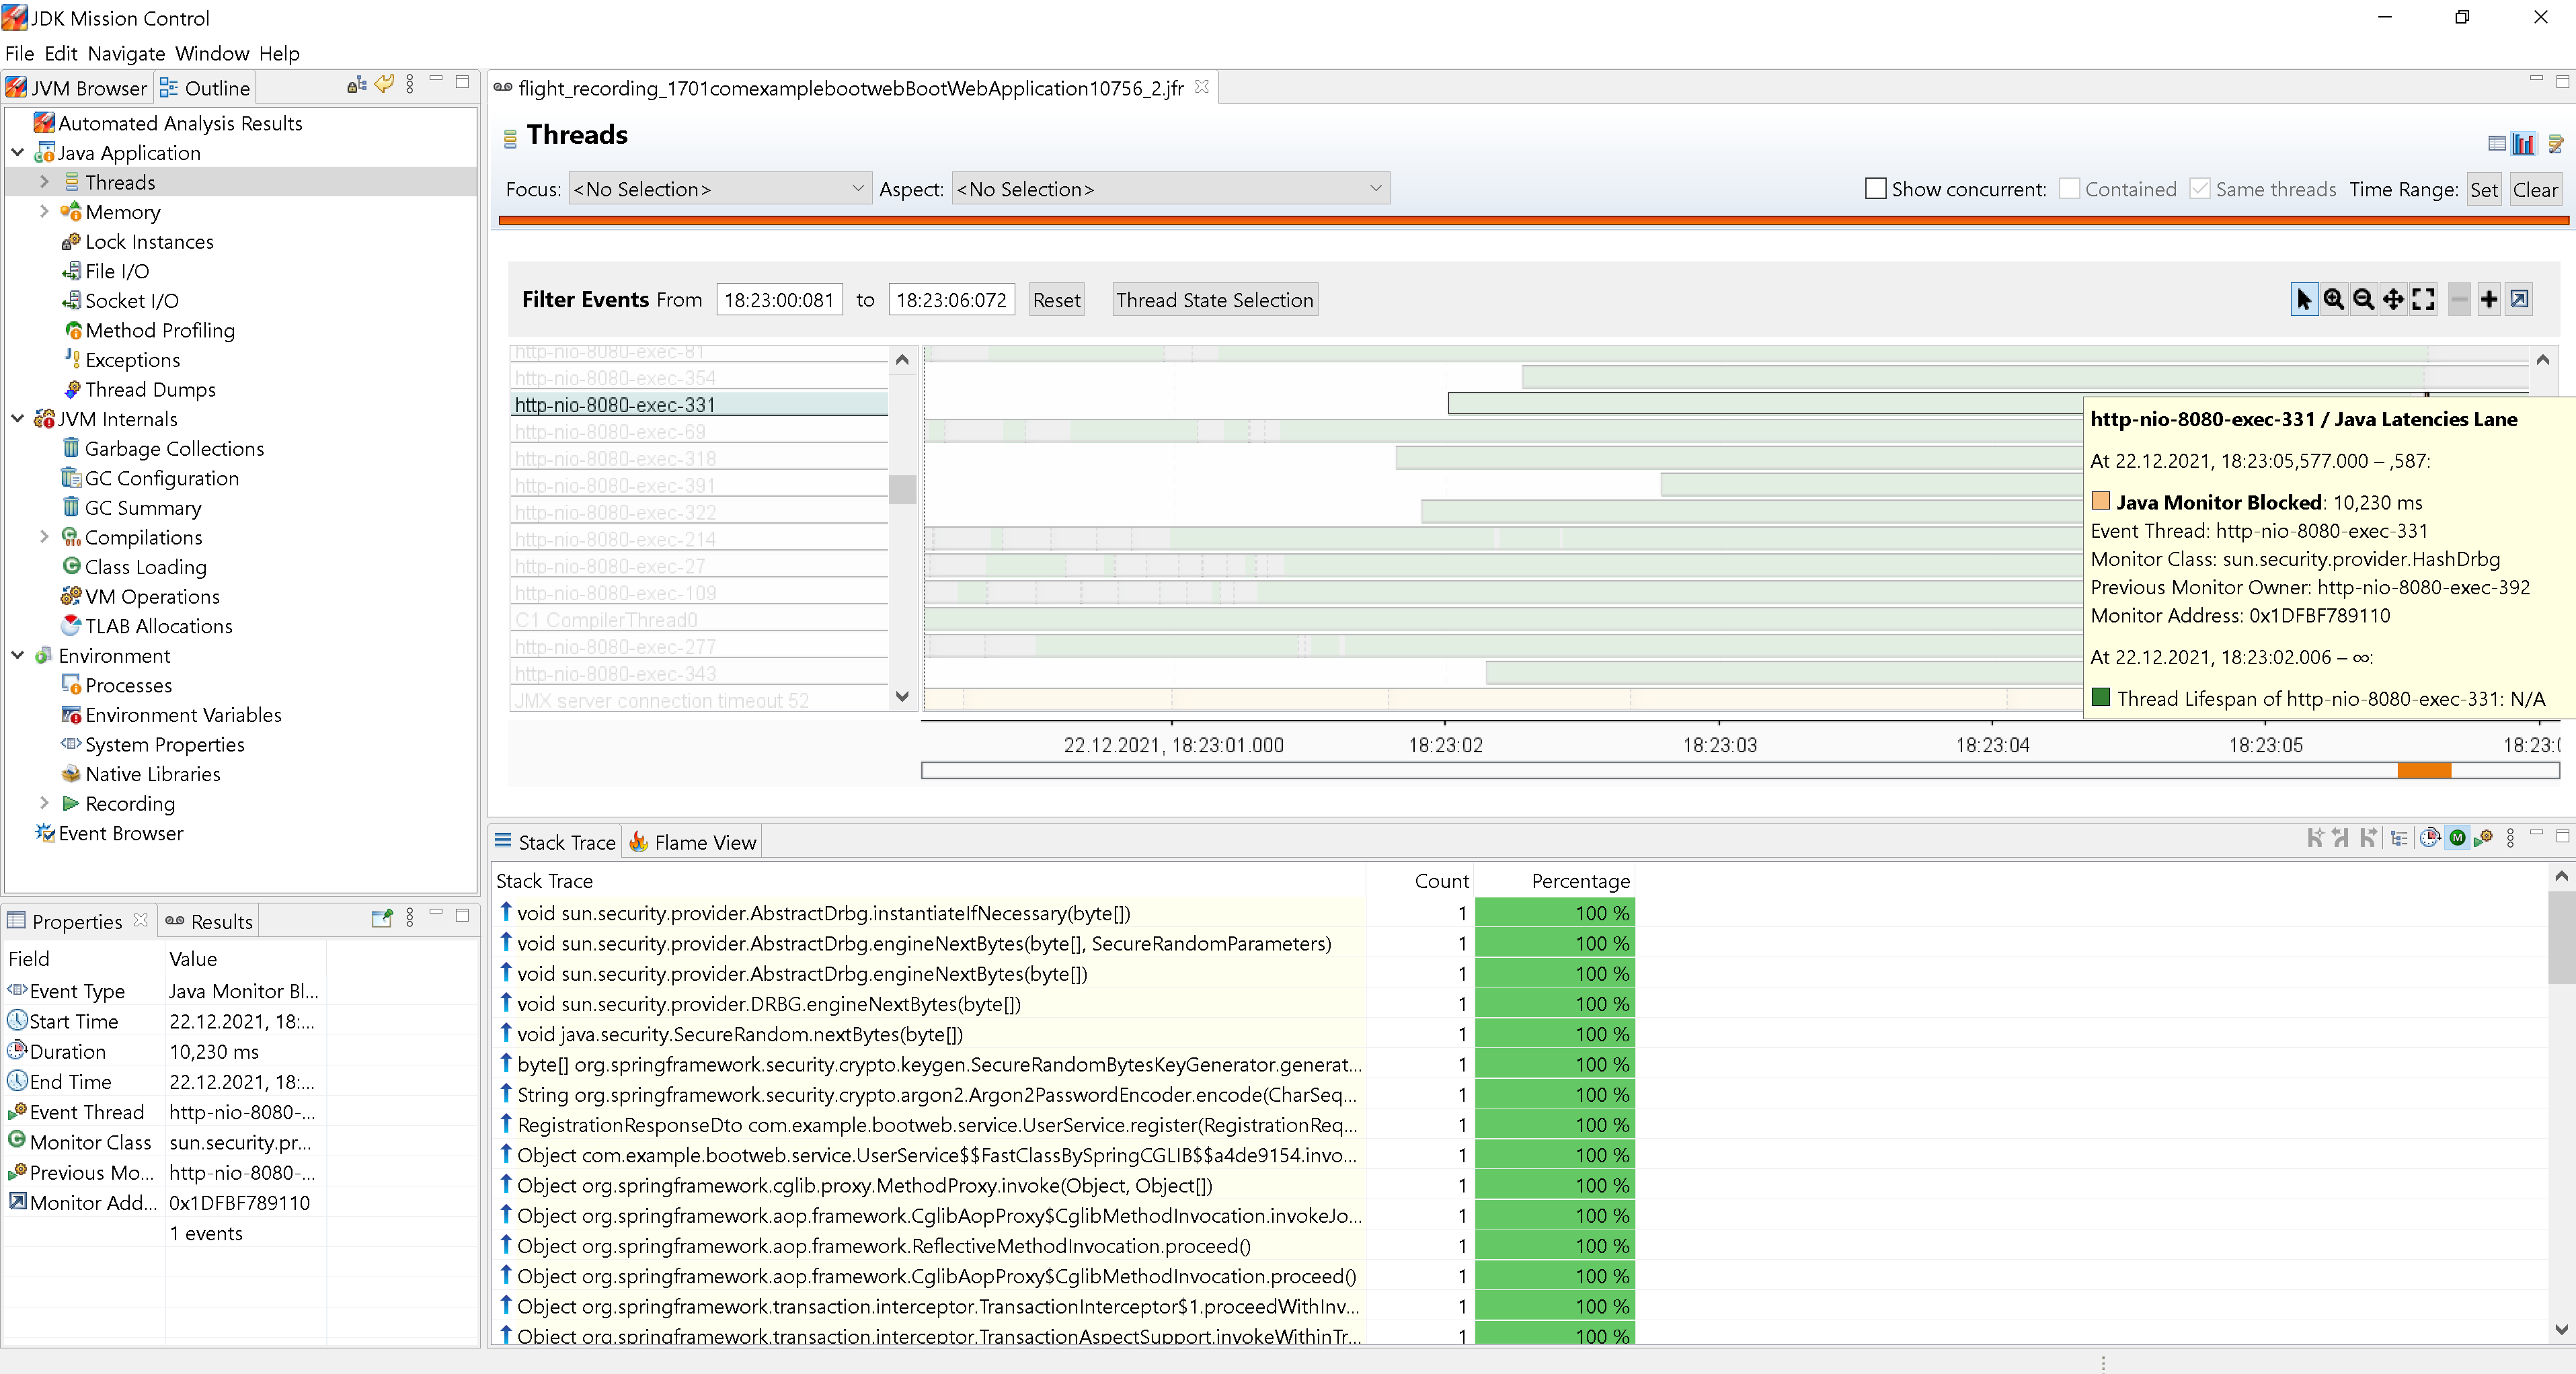 JDK Mission Control
File Edit Navigate Window Help
JVM Browser Outline
Automated Analysis Results
Java Application
Threads
Memory
Lock Instances
File I/O
Socket I/O
Method Profiling
Exceptions
Thread Dumps
JVM Internals
Garbage Collections
GC Configuration
GC Summary
Compilations
Class Loading
VM Operations
TLAB Allocations
Environment
Processes
Environment Variables
System Properties
Native Libraries
Recording
Event Browser
Properties Results
Field Value
Event Type Java Monitor Bl...
Start Time 22.12.2021, 18:...
Duration 10,230 ms
End Time 22.12.2021, 18:...
Event Thread http-nio-8080-...
Monitor Class sun.security.pr...
Previous Mo... http-nio-8080-...
Monitor Add... 0x1DFBF789110
1 events
flight_recording_1701comexamplebootwebBootWebApplication10756_2.jfr
Threads
Focus: <No Selection> Aspect: <No Selection> Show concurrent: Contained Same threads Time Range: Set Clear
Filter Events From 18:23:00:081 to 18:23:06:072 Reset Thread State Selection
http-nio-8080-exec-81
http-nio-8080-exec-354
http-nio-8080-exec-331
http-nio-8080-exec-69
http-nio-8080-exec-318
http-nio-8080-exec-391
http-nio-8080-exec-322
http-nio-8080-exec-214
http-nio-8080-exec-27
http-nio-8080-exec-109
C1 CompilerThread0
http-nio-8080-exec-277
http-nio-8080-exec-343
JMX server connection timeout 52
http-nio-8080-exec-331 / Java Latencies Lane
At 22.12.2021, 18:23:05,577.000 – ,587:
Java Monitor Blocked: 10,230 ms
Event Thread: http-nio-8080-exec-331
Monitor Class: sun.security.provider.HashDrbg
Previous Monitor Owner: http-nio-8080-exec-392
Monitor Address: 0x1DFBF789110
At 22.12.2021, 18:23:02.006 – ∞:
Thread Lifespan of http-nio-8080-exec-331: N/A
22.12.2021, 18:23:01.000 18:23:02 18:23:03 18:23:04 18:23:05 18:23:0
Stack Trace Flame View
Stack Trace Count Percentage
void sun.security.provider.AbstractDrbg.instantiateIfNecessary(byte[]) 1 100 %
void sun.security.provider.AbstractDrbg.engineNextBytes(byte[], SecureRandomParameters) 1 100 %
void sun.security.provider.AbstractDrbg.engineNextBytes(byte[]) 1 100 %
void sun.security.provider.DRBG.engineNextBytes(byte[]) 1 100 %
void java.security.SecureRandom.nextBytes(byte[]) 1 100 %
byte[] org.springframework.security.crypto.keygen.SecureRandomBytesKeyGenerator.generat... 1 100 %
String org.springframework.security.crypto.argon2.Argon2PasswordEncoder.encode(CharSeq... 1 100 %
RegistrationResponseDto com.example.bootweb.service.UserService.register(RegistrationReq... 1 100 %
Object com.example.bootweb.service.UserService$$FastClassBySpringCGLIB$$a4de9154.invo... 1 100 %
Object org.springframework.cglib.proxy.MethodProxy.invoke(Object, Object[]) 1 100 %
Object org.springframework.aop.framework.CglibAopProxy$CglibMethodInvocation.invokeJo... 1 100 %
Object org.springframework.aop.framework.ReflectiveMethodInvocation.proceed() 1 100 %
Object org.springframework.aop.framework.CglibAopProxy$CglibMethodInvocation.proceed() 1 100 %
Object org.springframework.transaction.interceptor.TransactionInterceptor$1.proceedWithInv... 1 100 %
Object org.springframework.transaction.interceptor.TransactionAspectSupport.invokeWithinTr... 1 100 %